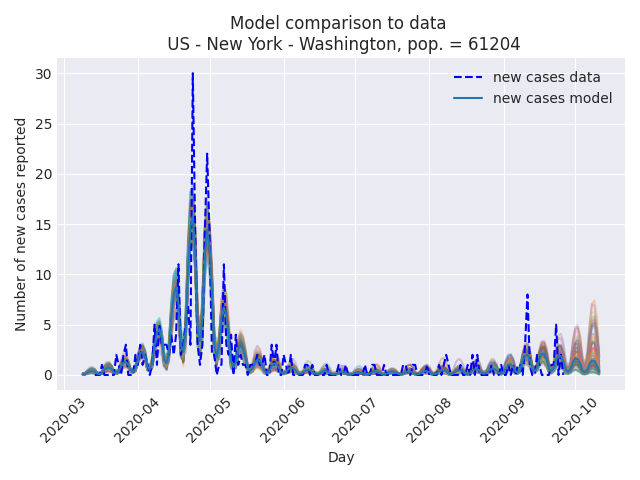 Model comparison to data
US - New York - Washington, pop. = 61204
new cases data
new cases model
Number of new cases reported
30
25
20
15
10
5
0
2020-03
2020-04
2020-05
2020-06
2020-07
2020-08
2020-09
2020-10
Day